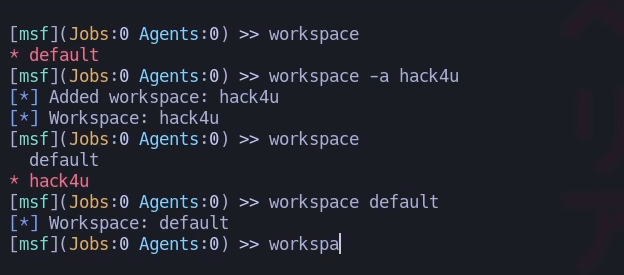 [msf](Jobs:0 Agents:0) >> workspace
* default
[msf](Jobs:0 Agents:0) >> workspace -a hack4u
[*] Added workspace: hack4u
[*] Workspace: hack4u
[msf](Jobs:0 Agents:0) >> workspace
  default
* hack4u
[msf](Jobs:0 Agents:0) >> workspace default
[*] Workspace: default
[msf](Jobs:0 Agents:0) >> workspa